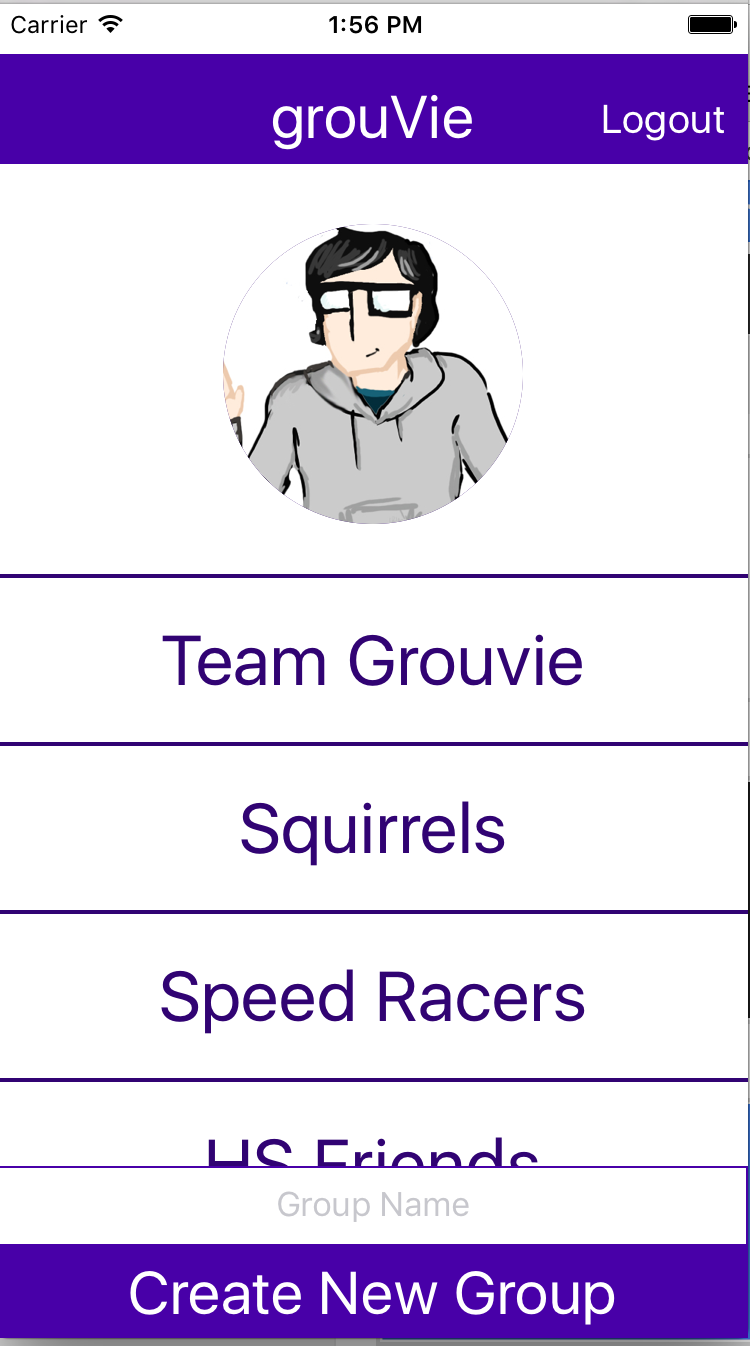 Carrier 1:56 PM
grouVie Logout
Team Grouvie
Squirrels
Speed Racers
HS Friends
Group Name
Create New Group